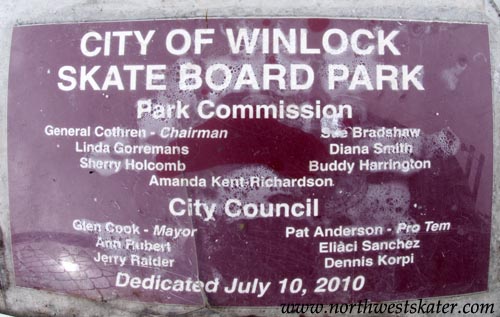 CITY OF WINLOCK
SKATE BOARD PARK
Park Commission
General Cothren - Chairman Sue Bradshaw
Linda Gorremans Diana Smith
Sherry Holcomb Buddy Harrington
Amanda Kent-Richardson
City Council
Glen Cook - Mayor Pat Anderson - Pro Tem
Ann Rubert Eliaci Sanchez
Jerry Raider Dennis Korpi
Dedicated July 10, 2010
www.northwestskater.com